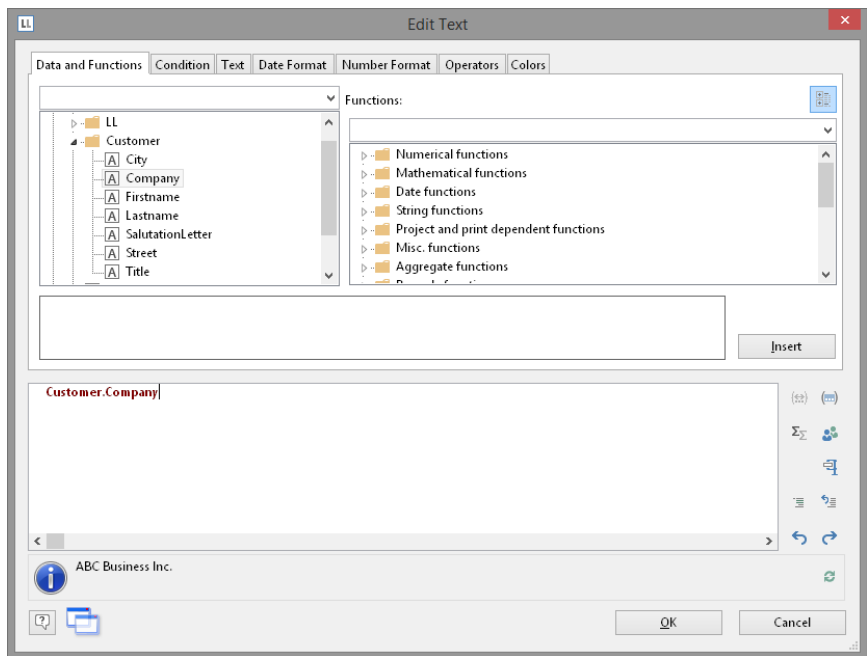 LL
Edit Text
Data and Functions Condition Text Date Format Number Format Operators Colors
Functions:
LL
Customer
A City
A Company
A Firstname
A Lastname
A SalutationLetter
A Street
A Title
Numerical functions
Mathematical functions
Date functions
String functions
Project and print dependent functions
Misc. functions
Aggregate functions
Insert
Customer.Company
ABC Business Inc.
OK Cancel